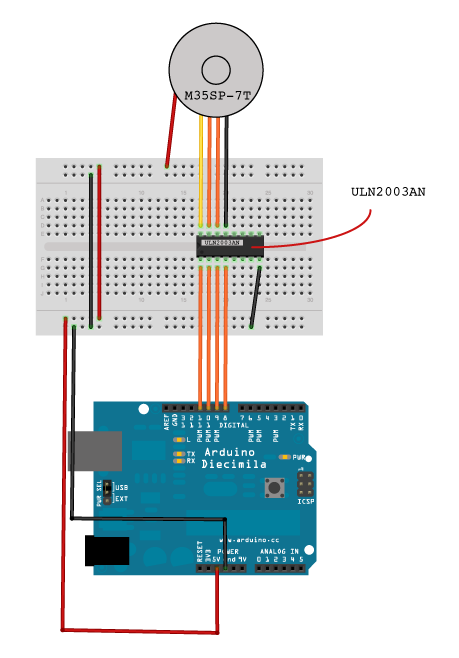 M35SP-7T
ULN2003AN
1 10 15 25 30
ULN2003AN
1 10 15 25 30
AREF
GND
13
12
11
10
9
8
7
6
5
4
3
2
1
0
PWM
PWM
PWM
DIGITAL
PWM
PWM
PWM
TX
RX
L
TX
RX
Arduino
Diecimila
PWR
ICSP
1
PWR SEL
USB
EXT
www.arduino.cc
RESET
3V3
5V
Gnd
9V
POWER
ANALOG IN
0 1 2 3 4 5